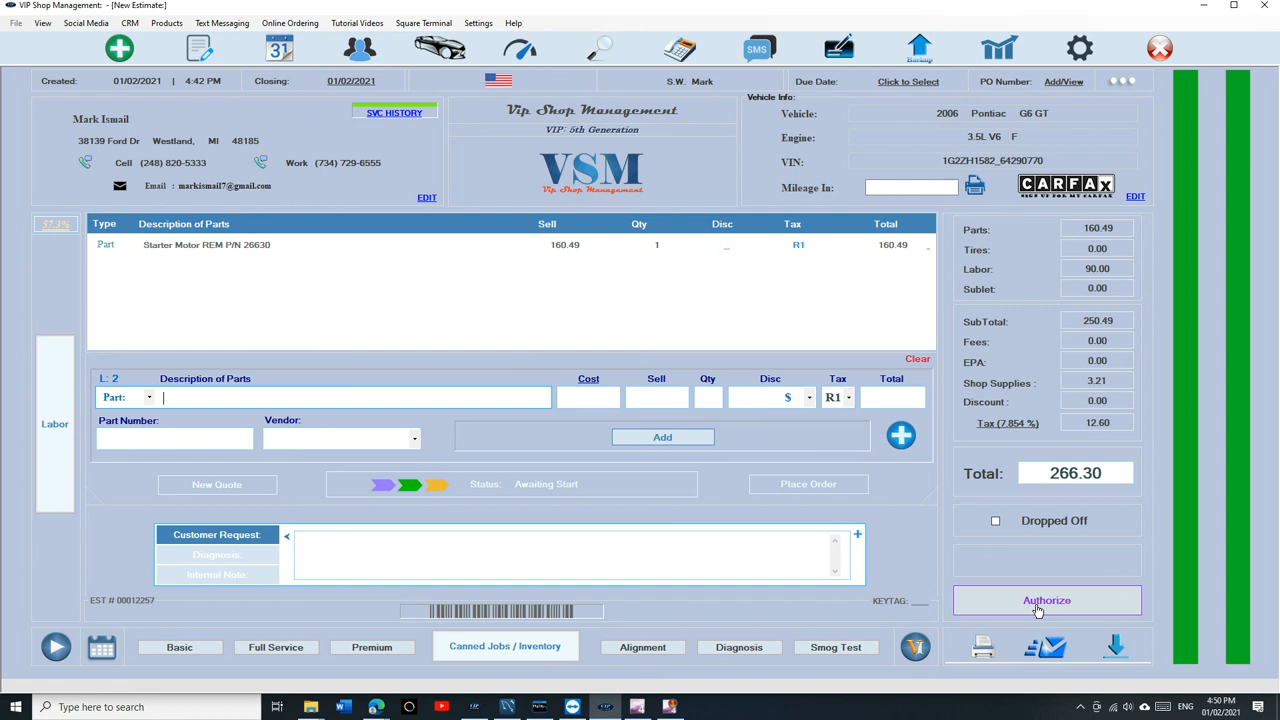 VIP Shop Management: - [New Estimate:]
File View Social Media CRM Products Text Messaging Online Ordering Tutorial Videos Square Terminal Settings Help
31 SMS Backup
Created: 01/02/2021 | 4:42 PM Closing: 01/02/2021 S.W. Mark Due Date: Click to Select PO Number: Add/View
Vehicle Info:
Mark Ismail
SVC HISTORY
38139 Ford Dr Westland, MI 48185
Cell (248) 820-5333 Work (734) 729-6555
Email : markismail7@gmail.com
EDIT
Vip Shop Management
VIP: 5th Generation
VSM
Vip Shop Management
Vehicle: 2006 Pontiac G6 GT
Engine: 3.5L V6 F
VIN: 1G2ZH1582_64290770
Mileage In: CARFAX
SIGN UP FOR MY CARFAX
EDIT
57.1%
Type Description of Parts Sell Qty Disc Tax Total
Part Starter Motor REM P/N 26630 160.49 1 _ R1 160.49 _
Clear
Labor
L: 2 Description of Parts Cost Sell Qty Disc Tax Total
Part: $ R1
Part Number: Vendor:
Add
New Quote Status: Awaiting Start Place Order
Customer Request:
Diagnosis:
Internal Note:
EST # 00012257 KEYTAG: ___
Parts: 160.49
Tires: 0.00
Labor: 90.00
Sublet: 0.00
SubTotal: 250.49
Fees: 0.00
EPA: 0.00
Shop Supplies : 3.21
Discount : 0.00
Tax (7.854 %) 12.60
Total: 266.30
Dropped Off
Authorize
Basic Full Service Premium Canned Jobs / Inventory Alignment Diagnosis Smog Test
Type here to search
ENG
4:50 PM
01/02/2021